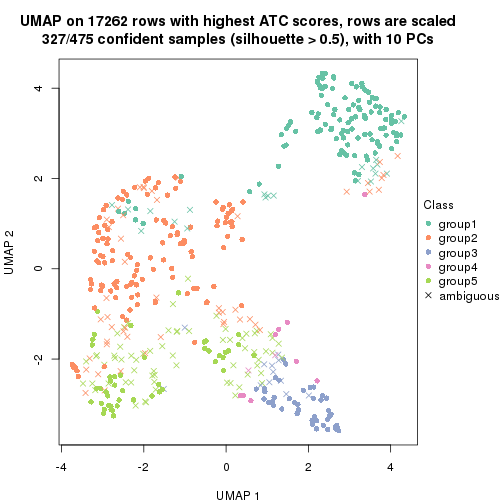 UMAP on 17262 rows with highest ATC scores, rows are scaled
327/475 confident samples (silhouette > 0.5), with 10 PCs
4
2
0
-2
UMAP 2
-4
-2
0
2
4
UMAP 1
Class
group1
group2
group3
group4
group5
ambiguous